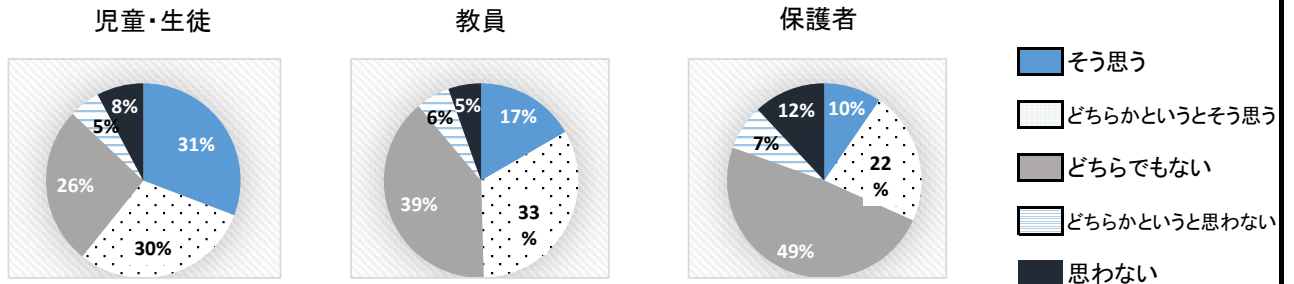 児童・生徒
31%
30%
26%
5%
8%
教員
17%
33
%
39%
6%
5%
保護者
10%
22
%
49%
7%
12%
そう思う
どちらかというとそう思う
どちらでもない
どちらかというと思わない
思わない